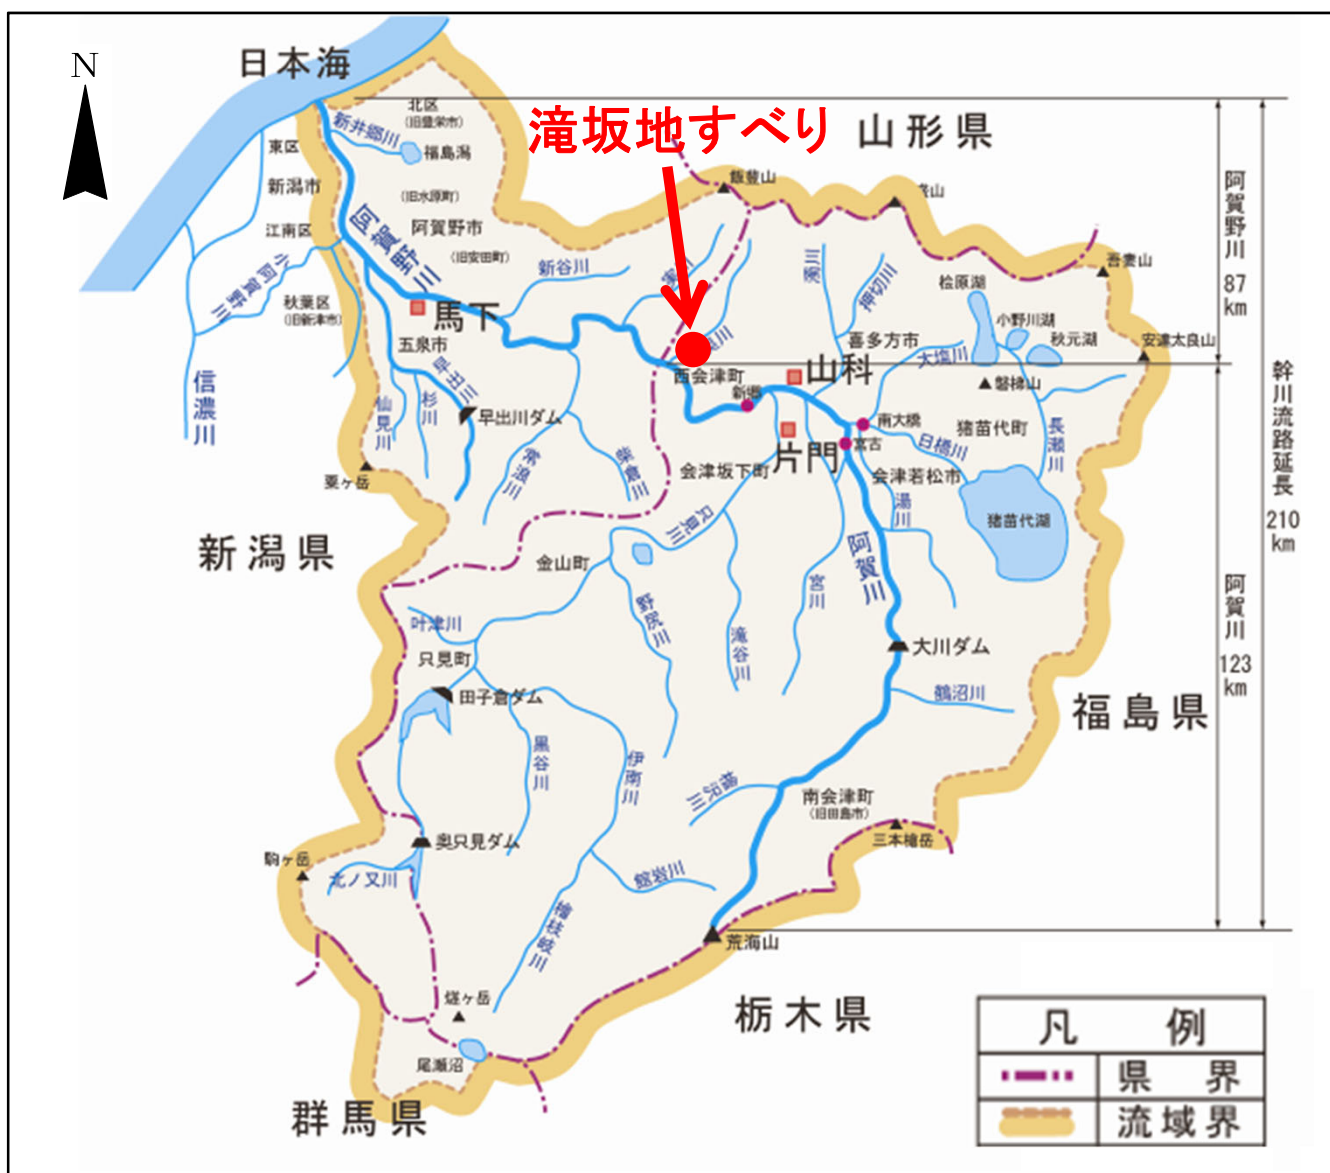 N
日本海
北区
(旧豊栄市)
滝坂地すべり
山形県
新井郷川
東区
福島潟
新潟市
飯豊山
(旧水原町)
阿賀野川
87
km
江南区
阿賀野市
(旧安田町)
阿賀野川
小阿賀野川
新谷川
濁川
押切川
吾妻山
桧原湖
秋葉区
(旧新津市)
馬下
小野川湖
秋元湖
安達太良山
五泉市
喜多方市
大塩川
早出川
西会津町
山科
磐梯山
幹川流路延長
210
km
信濃川
仙見川
杉川
早出川ダム
新郷
南大橋
猪苗代町
長瀬川
宮古
日橋川
粟ヶ岳
常浪川
柴倉川
会津坂下町
片門
会津若松市
湯川
猪苗代湖
只見川
新潟県
金山町
阿賀川
宮川
野尻川
滝谷川
阿賀川
123
km
叶津川
只見町
大川ダム
田子倉ダム
鶴沼川
福島県
黒谷川
伊南川
南会津町
(旧田島市)
奥只見ダム
三本槍岳
駒ヶ岳
北ノ又川
舘岩川
檜枝岐川
荒海山
燧ヶ岳
栃木県
尾瀬沼
群馬県
凡 例
県 界
流域界